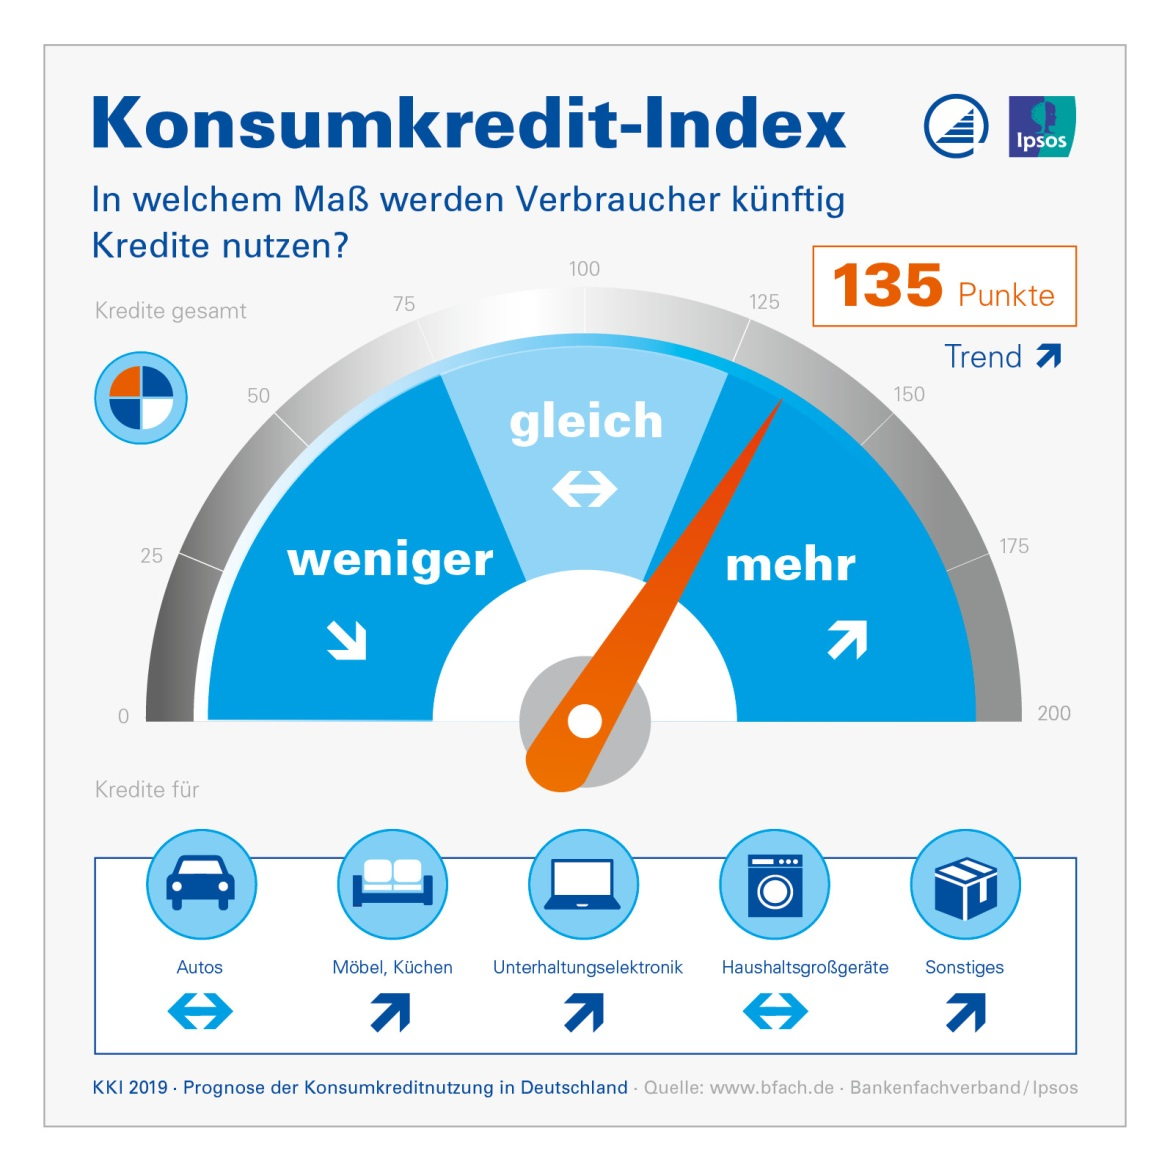 Konsumkredit-Index
Ipsos
In welchem Maß werden Verbraucher künftig
Kredite nutzen?
135 Punkte
Trend
Kredite gesamt
0
25
50
75
100
125
150
175
200
weniger
gleich
mehr
Kredite für
Autos
Möbel, Küchen
Unterhaltungselektronik
Haushaltsgroßgeräte
Sonstiges
KKI 2019 · Prognose der Konsumkreditnutzung in Deutschland · Quelle: www.bfach.de · Bankenfachverband/Ipsos